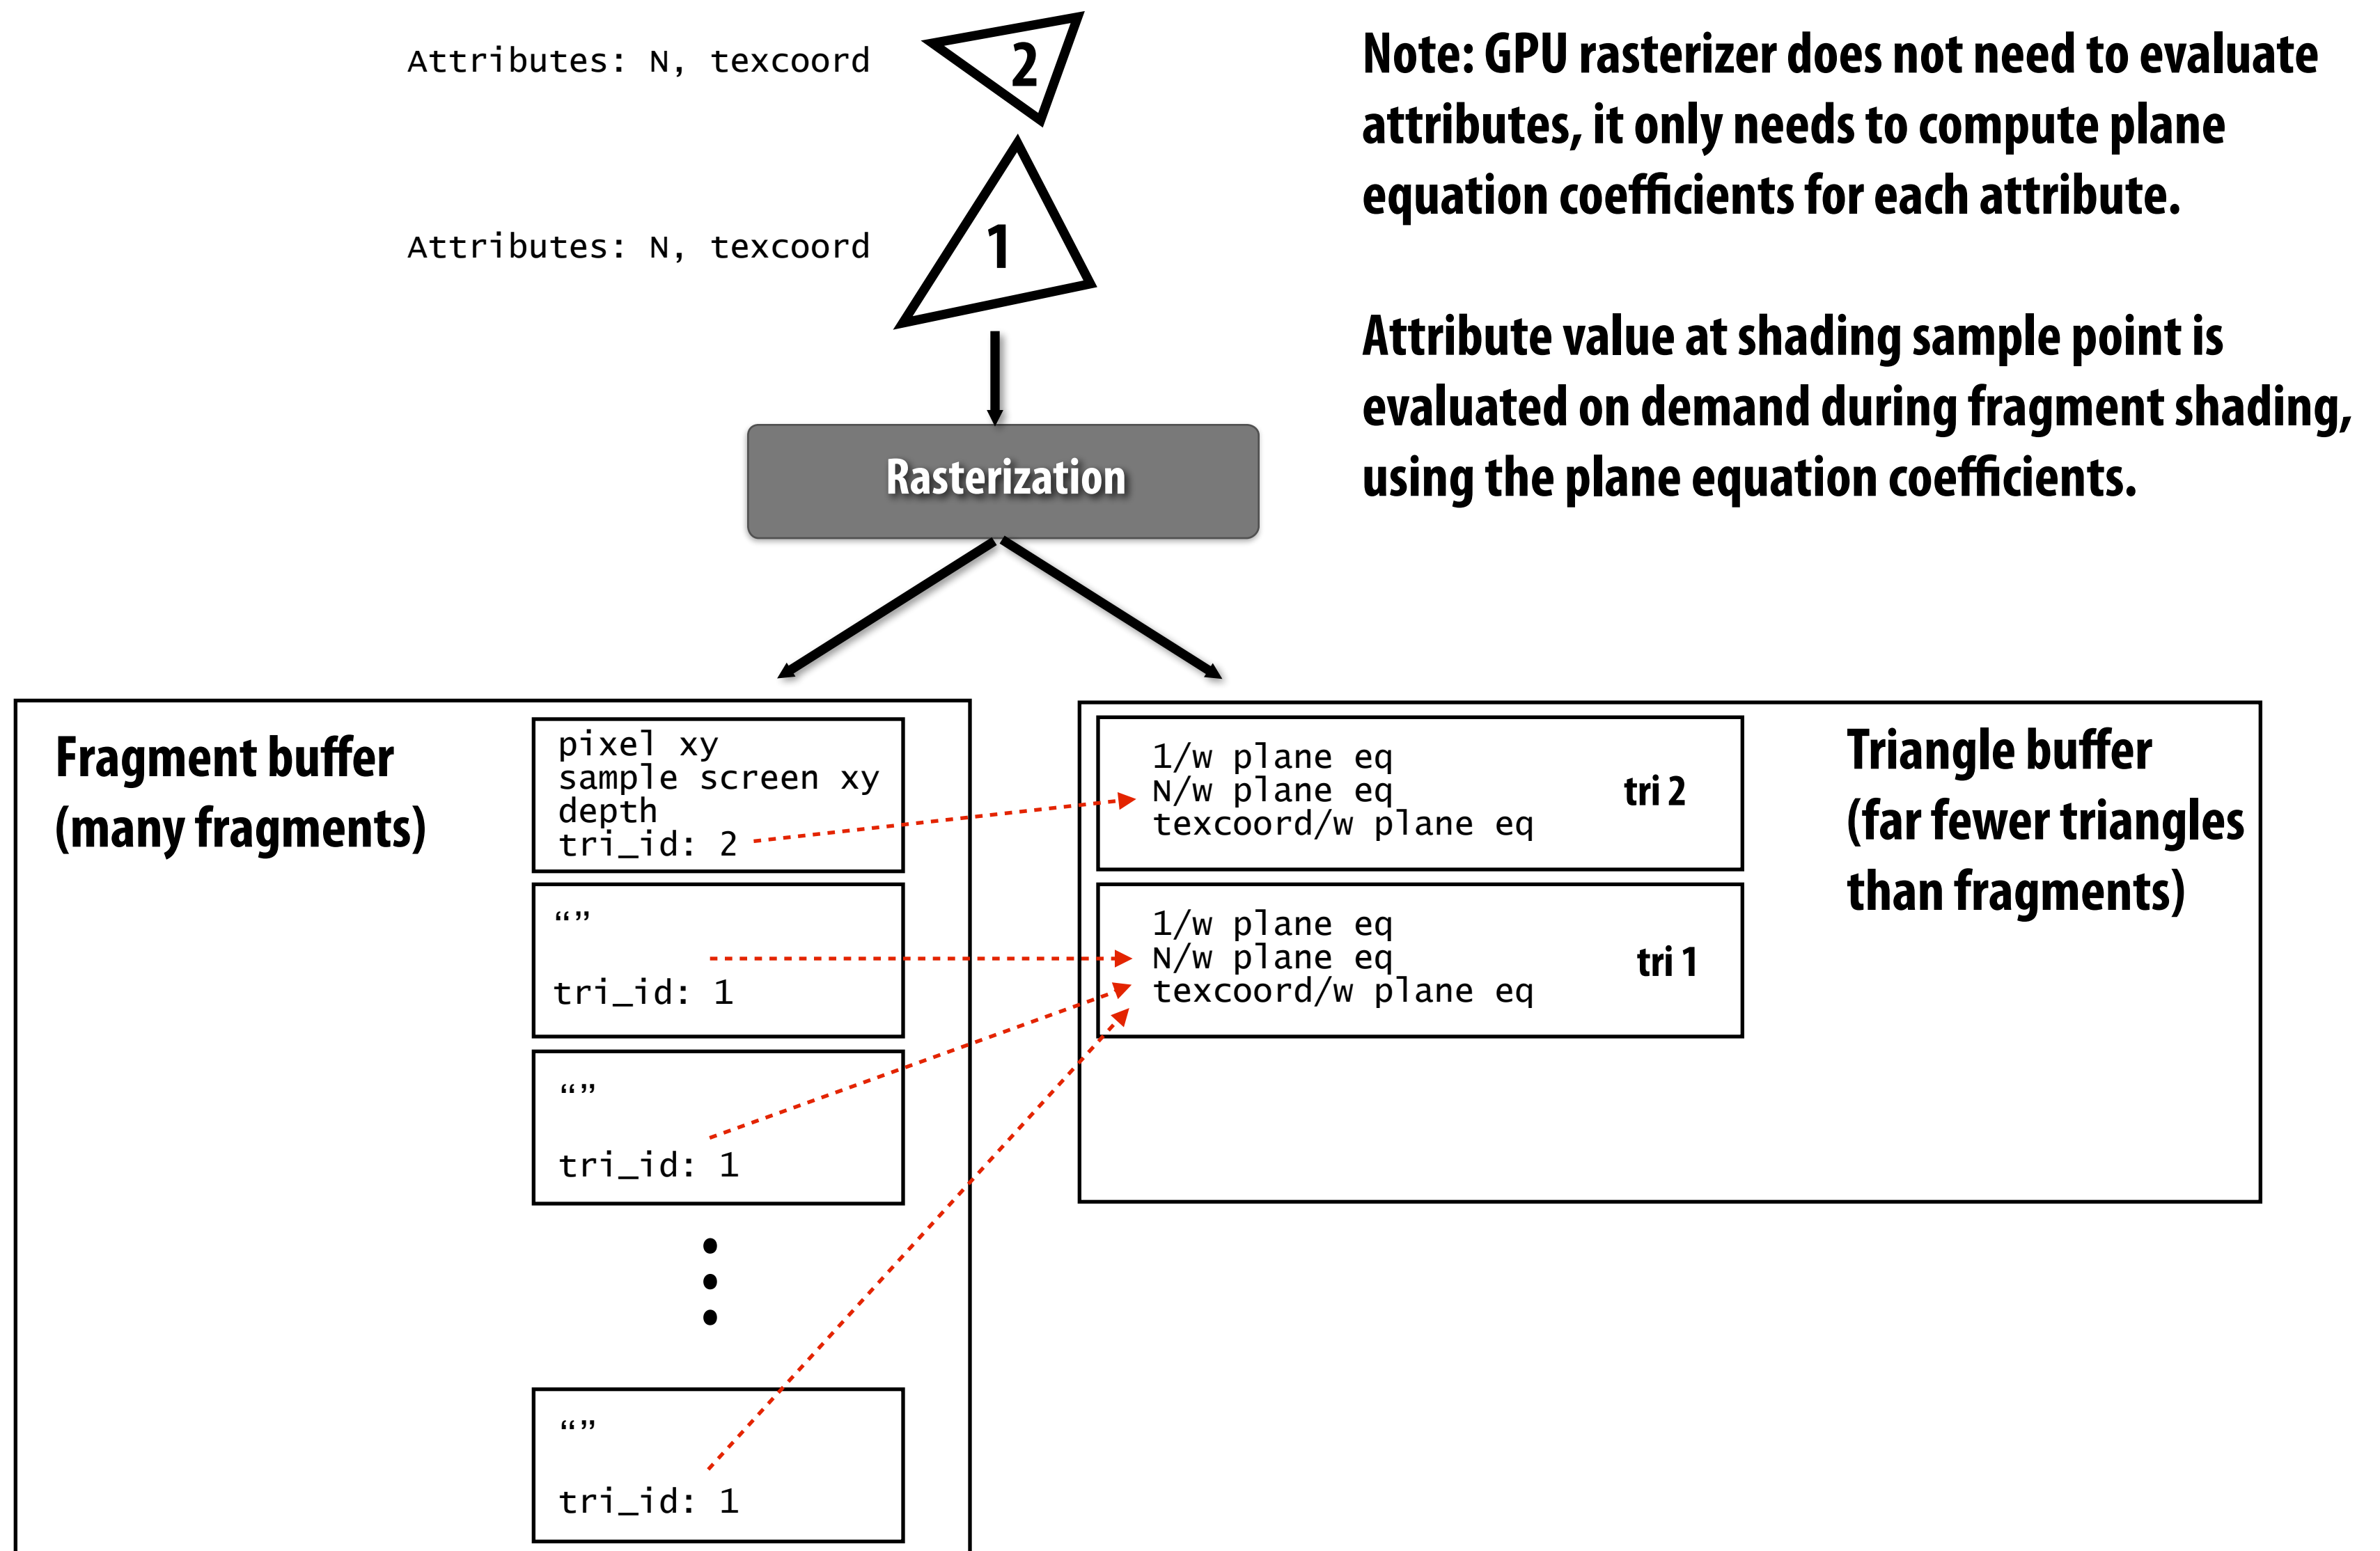 Attributes: N, texcoord
2
Attributes: N, texcoord
1
Note: GPU rasterizer does not need to evaluate
attributes, it only needs to compute plane
equation coefficients for each attribute.
Attribute value at shading sample point is
evaluated on demand during fragment shading,
using the plane equation coefficients.
Rasterization
Fragment buffer
(many fragments)
pixel xy
sample screen xy
depth
tri_id: 2
“”
tri_id: 1
“”
tri_id: 1
“”
tri_id: 1
1/w plane eq
N/w plane eq
texcoord/w plane eq
tri 2
1/w plane eq
N/w plane eq
texcoord/w plane eq
tri 1
Triangle buffer
(far fewer triangles
than fragments)